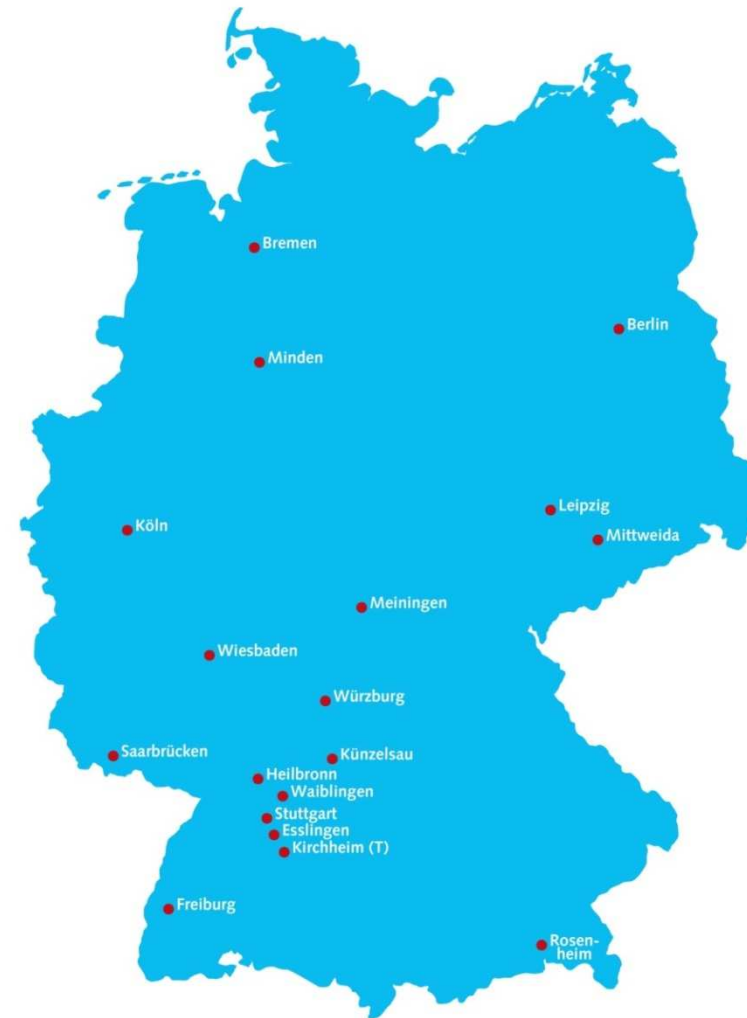 Bremen
Berlin
Minden
Leipzig
Köln
Mittweida
Meiningen
Wiesbaden
Würzburg
Saarbrücken
Künzelsau
Heilbronn
Waiblingen
Stuttgart
Esslingen
Kirchheim (T)
Freiburg
Rosen-
heim